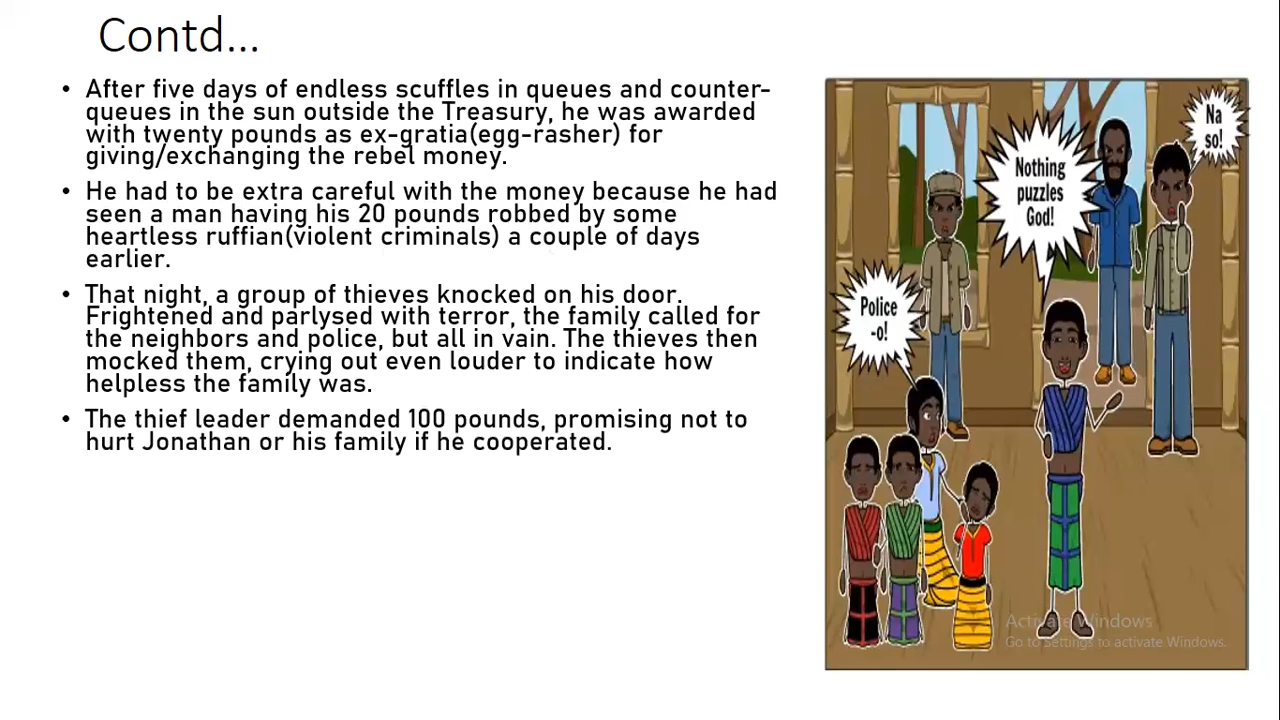 Contd...
• After five days of endless scuffles in queues and counter-
queues in the sun outside the Treasury, he was awarded
with twenty pounds as ex-gratia(egg-rasher) for
giving/exchanging the rebel money.
• He had to be extra careful with the money because he had
seen a man having his 20 pounds robbed by some
heartless ruffian(violent criminals) a couple of days
earlier.
• That night, a group of thieves knocked on his door.
Frightened and parlysed with terror, the family called for
the neighbors and police, but all in vain. The thieves then
mocked them, crying out even louder to indicate how
helpless the family was.
• The thief leader demanded 100 pounds, promising not to
hurt Jonathan or his family if he cooperated.
Na
so!
Nothing
puzzles
God!
Police
-o!
Activate Windows
Go to Settings to activate Windows.